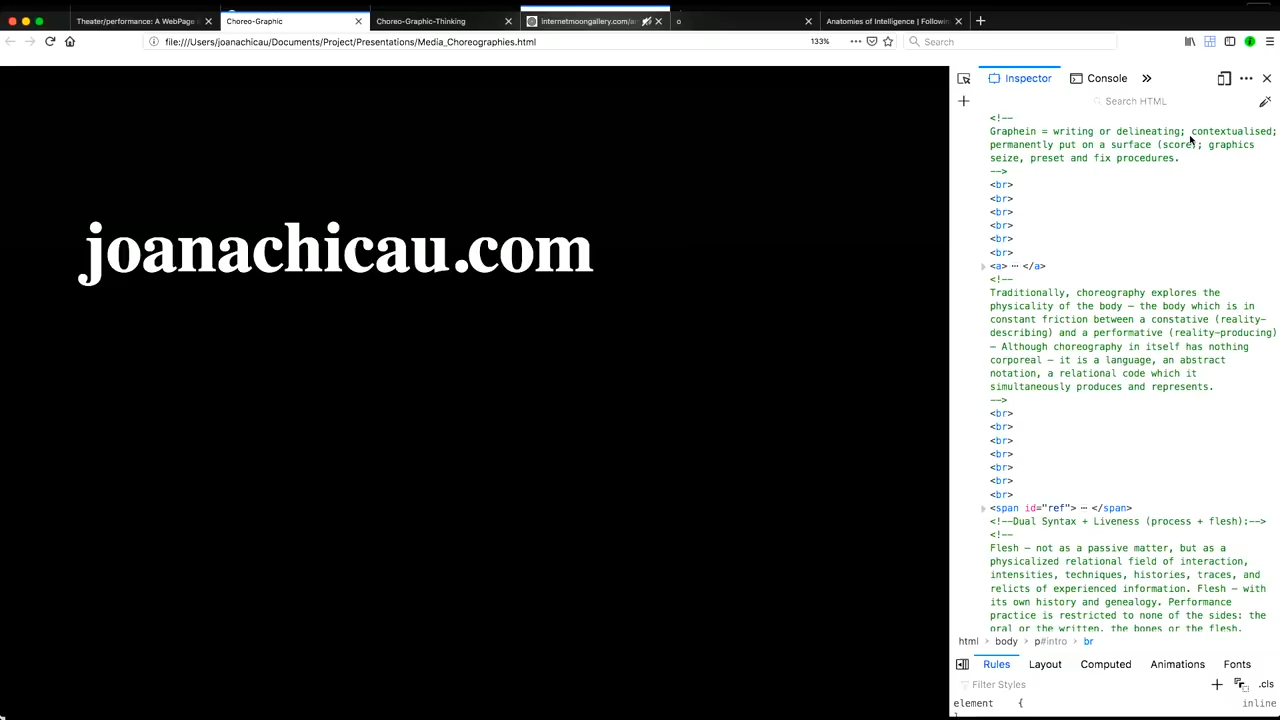 Theater/performance: A WebPage i
Choreo-Graphic
Choreo-Graphic-Thinking
internetmoongallery.com/ar
Anatomies of Intelligence | Followin
file:///Users/joanachicau/Documents/Project/Presentations/Media_Choreographies.html
133%
Search
Inspector
Console
Search HTML
joanachicau.com
<!--
Graphein = writing or delineating; contextualised;
permanently put on a surface (score); graphics
seize, preset and fix procedures.
-->
<br>
<br>
<br>
<br>
<br>
<br>
<a> ⋯ </a>
<!--
Traditionally, choreography explores the
physicality of the body – the body which is in
constant friction between a constative (reality-
describing) and a performative (reality-producing)
– Although choreography in itself has nothing
corporeal – it is a language, an abstract
notation, a relational code which it
simultaneously produces and represents.
-->
<br>
<br>
<br>
<br>
<br>
<br>
<br>
<span id="ref"> ⋯ </span>
<!--Dual Syntax + Liveness (process + flesh):-->
<!--
Flesh – not as a passive matter, but as a
physicalized relational field of interaction,
intensities, techniques, histories, traces, and
relicts of experienced information. Flesh – with
its own history and genealogy. Performance
practice is restricted to none of the sides: the
oral or the written, the bones or the flesh.
html > body > p#intro > br
Rules
Layout
Computed
Animations
Fonts
Filter Styles
+
.cls
element {
inline